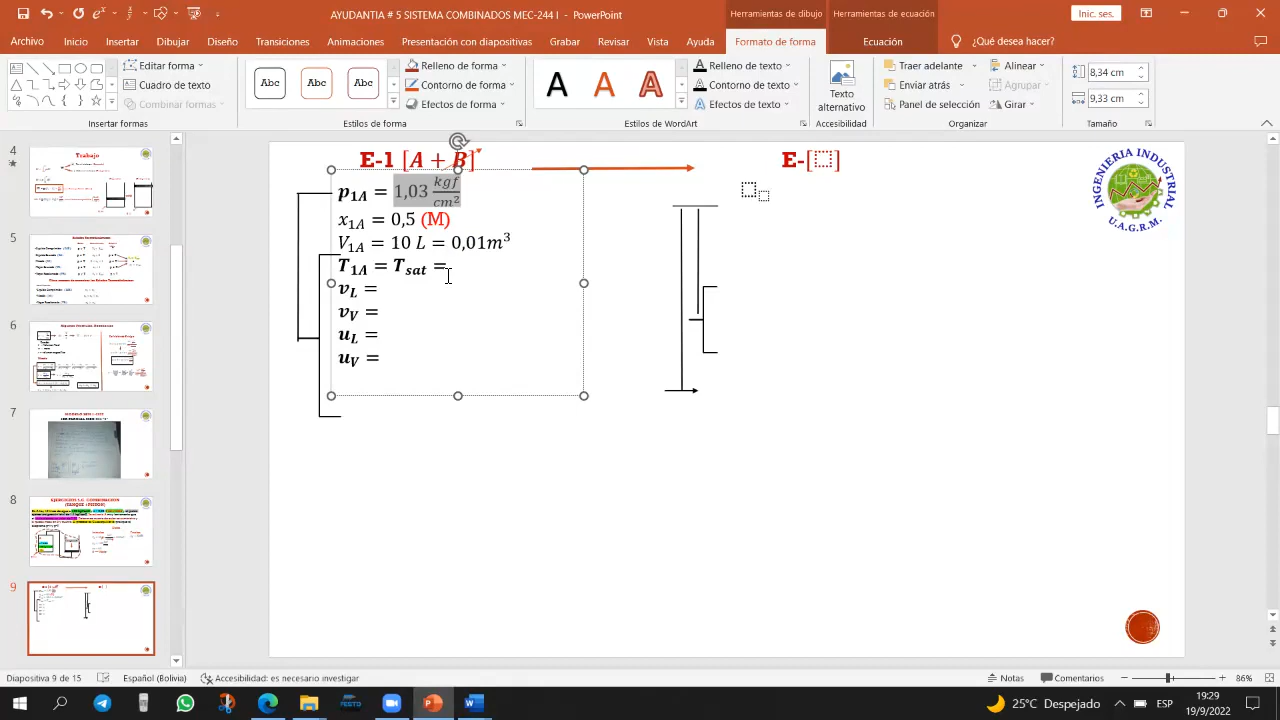 AYUDANTIA # 5 SISTEMA COMBINADOS MEC-244 I - PowerPoint
Herramientas de dibujo
Herramientas de ecuación
Inic. ses.
Archivo
Inicio
Insertar
Dibujar
Diseño
Transiciones
Animaciones
Presentación con diapositivas
Grabar
Revisar
Vista
Ayuda
Formato de forma
Ecuación
¿Qué desea hacer?
Editar forma
Cuadro de texto
Combinar formas
Insertar formas
Abc
Abc
Abc
Relleno de forma
Contorno de forma
Efectos de forma
Estilos de forma
A
A
A
Relleno de texto
Contorno de texto
Efectos de texto
Estilos de WordArt
Texto
alternativo
Accesibilidad
Traer adelante
Enviar atrás
Panel de selección
Alinear
Agrupar
Girar
Organizar
8,34 cm
9,33 cm
Tamaño
4
Trabajo
7
8
9
E-1 [A + B]
p1A = 1,03 kgf/cm²
x1A = 0,5 (M)
V1A = 10 L = 0,01m³
T1A = Tsat =
vL =
vV =
uL =
uV =
E-[⬚]
INGENIERIA INDUSTRIAL
U.A.G.R.M.
Diapositiva 9 de 15
Español (Bolivia)
Accesibilidad: es necesario investigar
Notas
Comentarios
86%
FESTO
25°C Despejado
ESP
19:29
19/9/2022